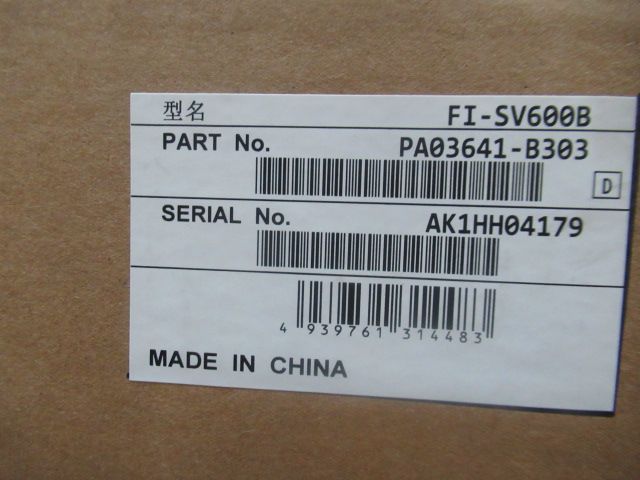 型名 FI-SV600B
PART No. PA03641-B303
D
SERIAL No. AK1HH04179
4 939761 314483
MADE IN CHINA